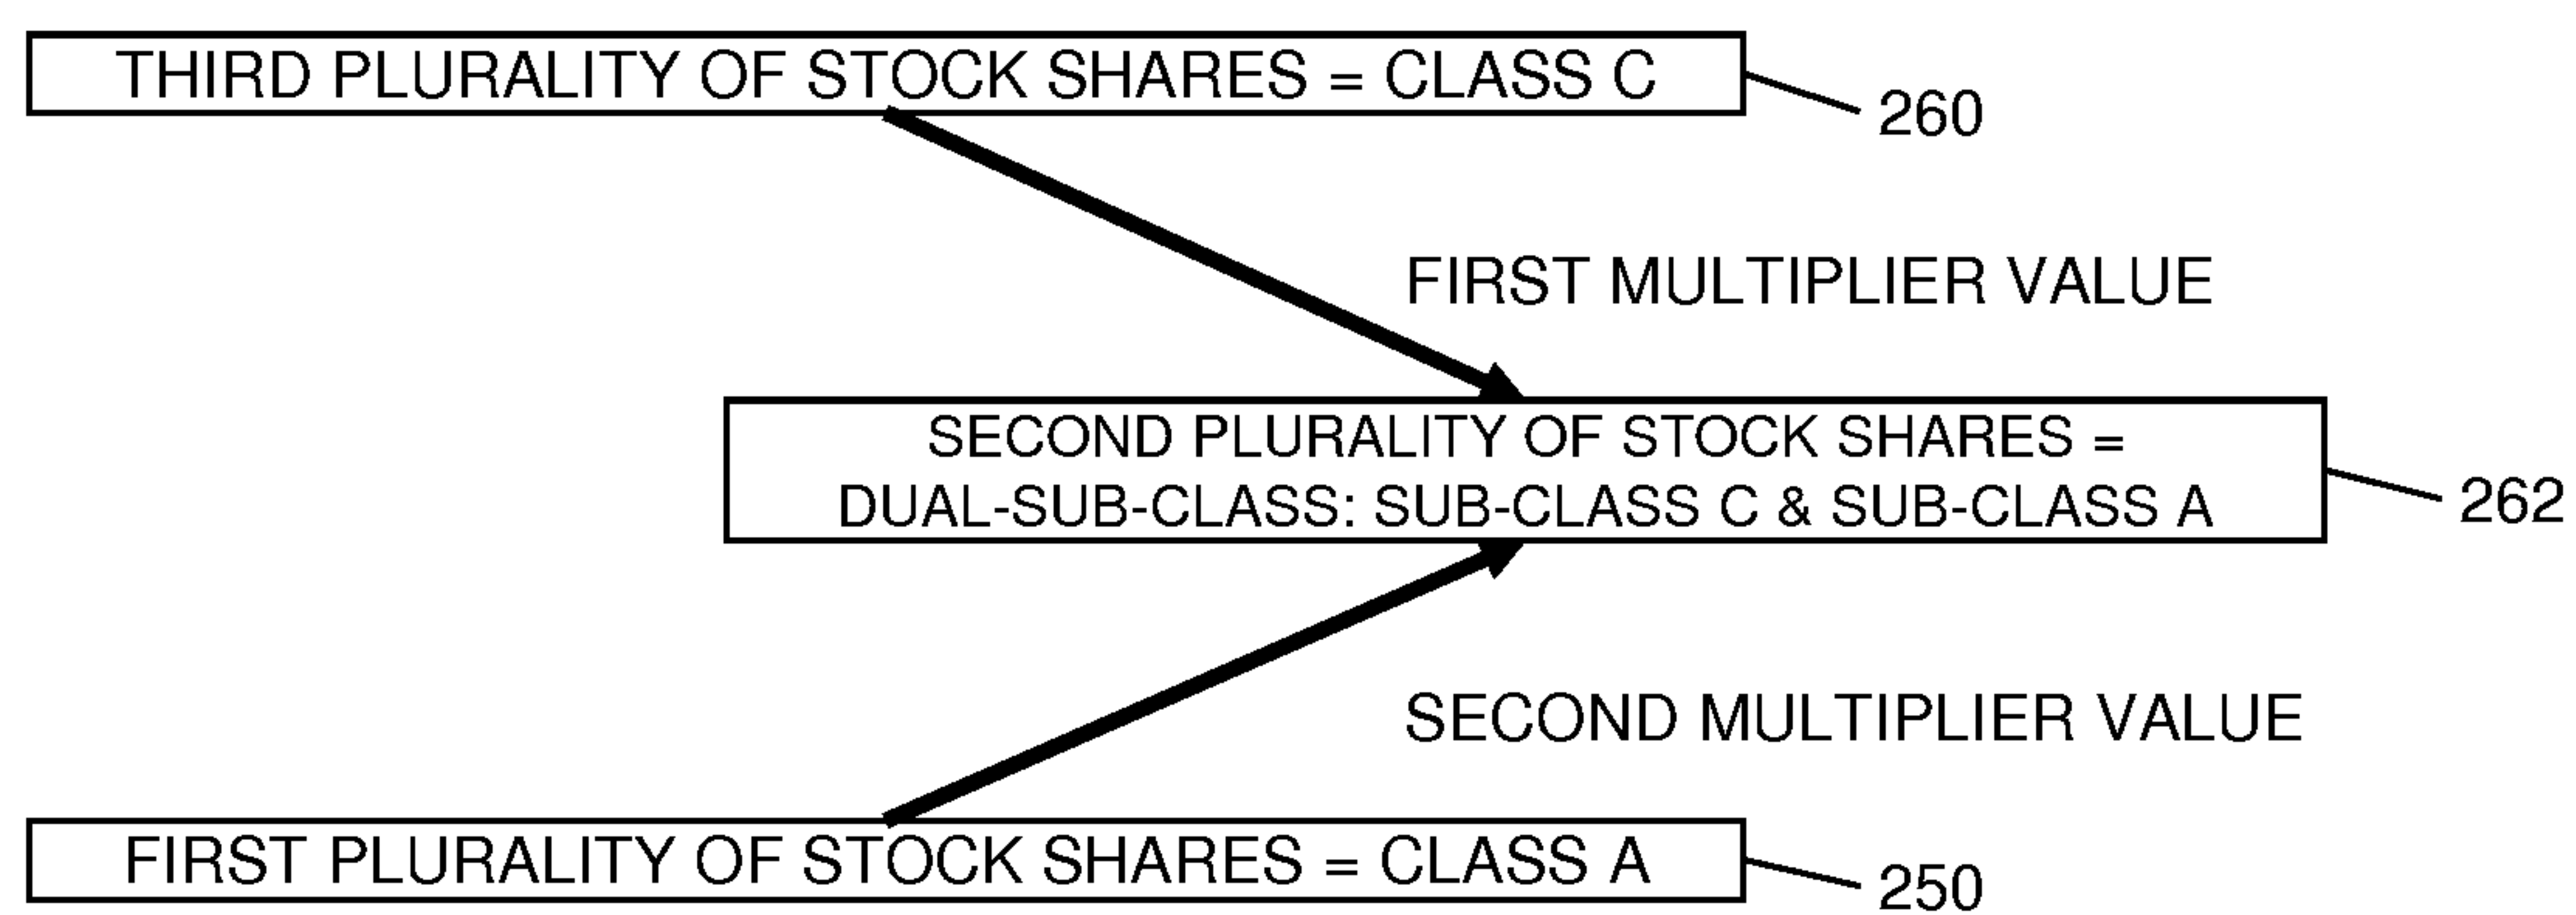 THIRD PLURALITY OF STOCK SHARES = CLASS C
260
FIRST MULTIPLIER VALUE
SECOND PLURALITY OF STOCK SHARES =
DUAL-SUB-CLASS: SUB-CLASS C & SUB-CLASS A
262
SECOND MULTIPLIER VALUE
FIRST PLURALITY OF STOCK SHARES = CLASS A
250